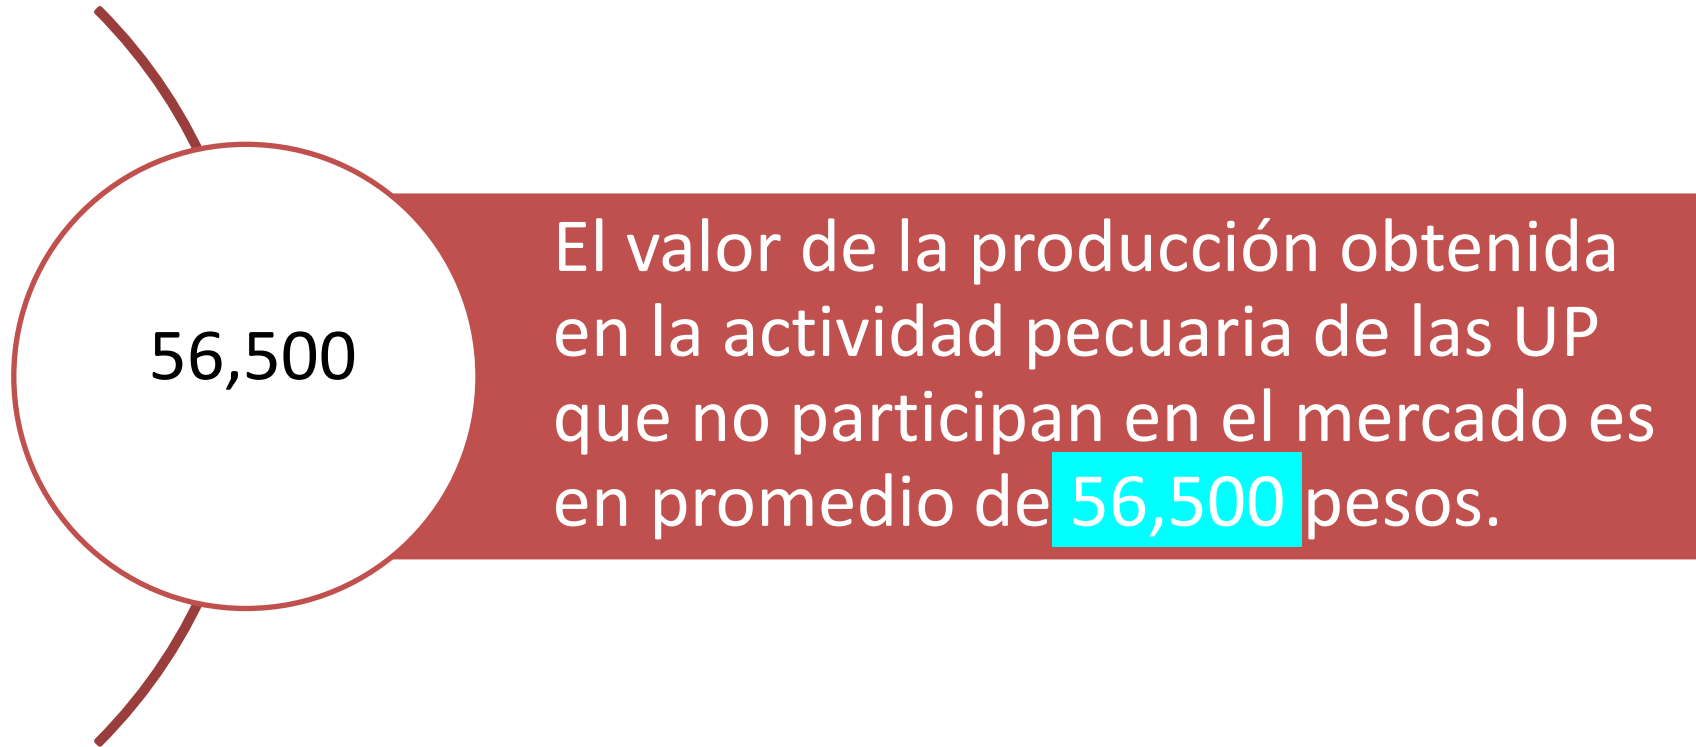 56,500
El valor de la producción obtenida
en la actividad pecuaria de las UP
que no participan en el mercado es
en promedio de 56,500 pesos.